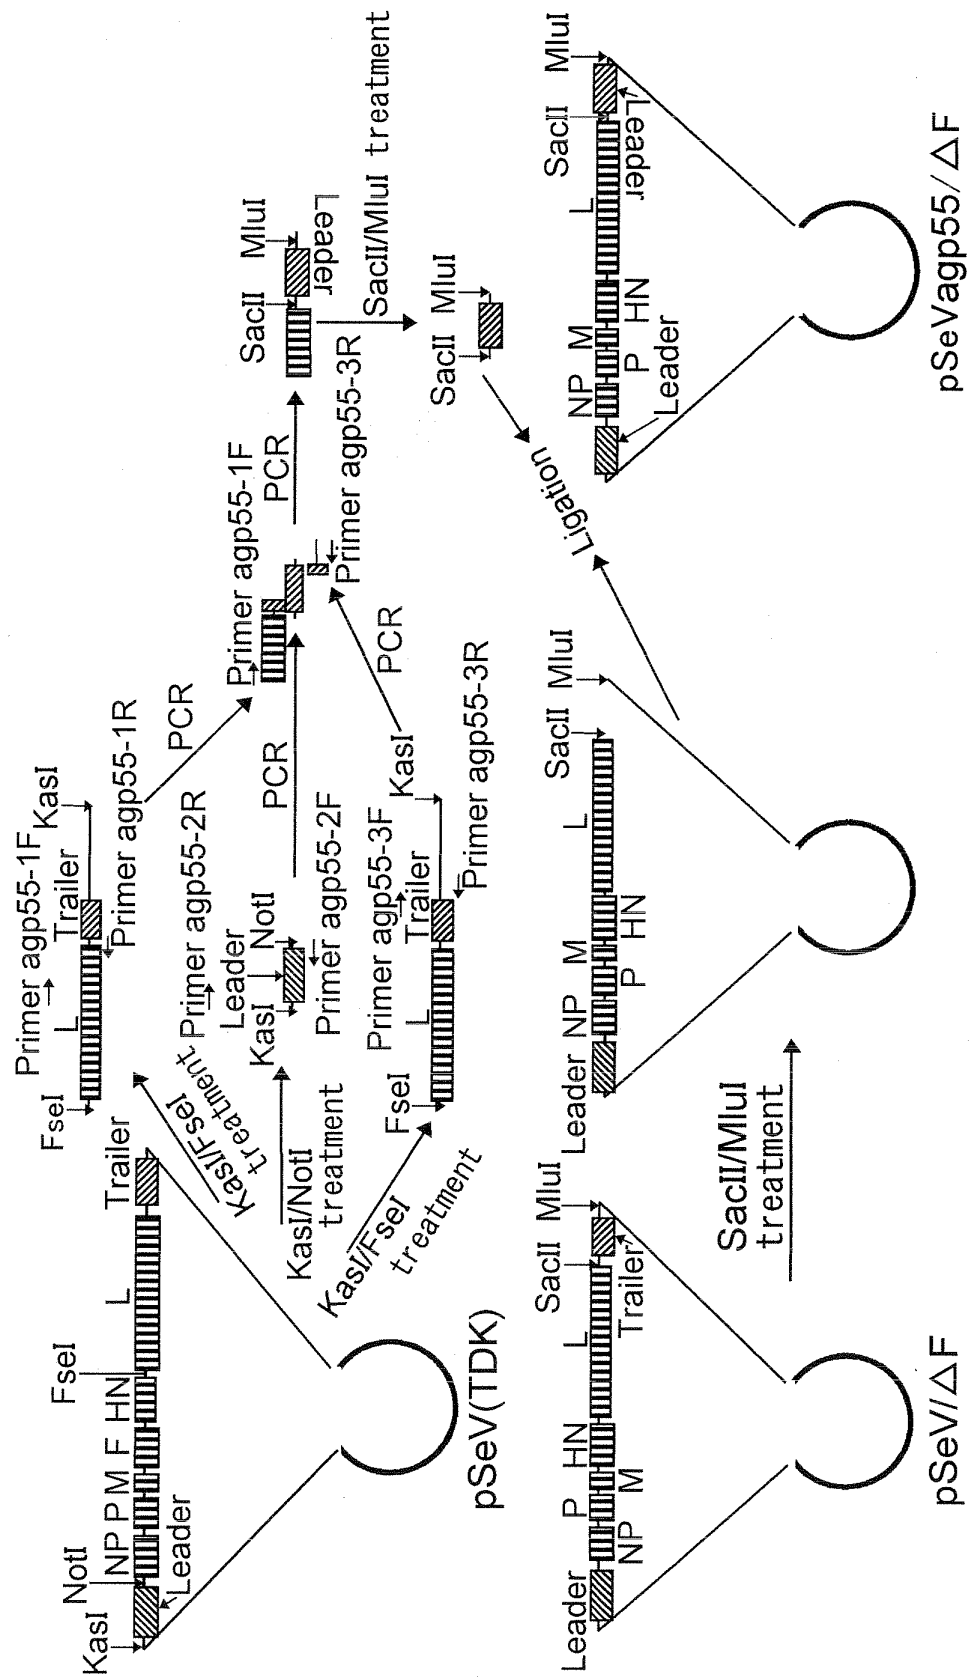 KasI
NotI
NP P M F HN
FseI
L
Trailer
Leader
pSeV(TDK)
KasI/FseI
treatment
KasI/NotI
treatment
KasI/FseI
treatment
FseI
Primer agp55-1F
L
Trailer
KasI
Primer agp55-1R
PCR
Primer agp55-2R
Leader
KasI
NotI
Primer agp55-2F
PCR
Primer agp55-3F
FseI
L
Trailer
KasI
Primer agp55-3R
PCR
Primer agp55-1F
PCR
Primer agp55-3R
SacII
MluI
Leader
SacII/MluI treatment
SacII
MluI
Ligation
Leader
P
HN
L
SacII
MluI
NP
M
Trailer
pSeV/△F
SacII/MluI
treatment
Leader
NP
M
L
SacII
MluI
P
HN
NP
M
L
SacII
MluI
Leader
P
HN
Leader
pSeVagp55/△F